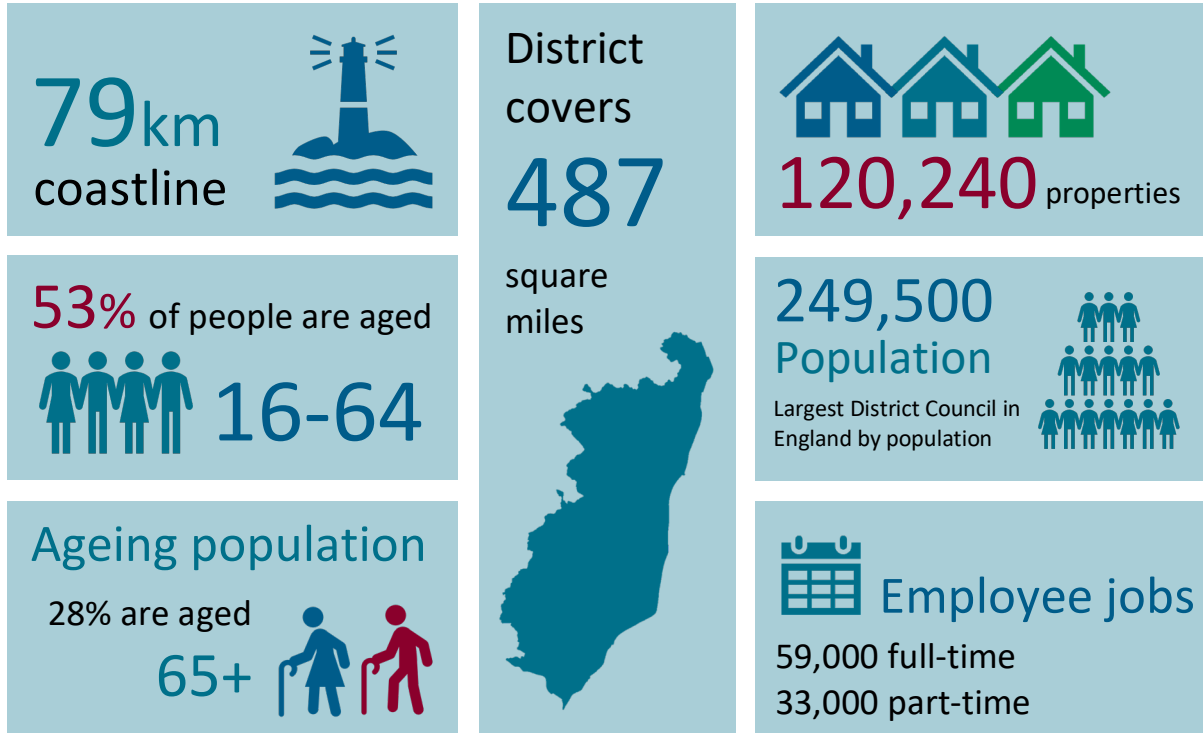 79km
coastline
53% of people are aged
16-64
Ageing population
28% are aged
65+
District
covers
487
square
miles
120,240 properties
249,500
Population
Largest District Council in
England by population
Employee jobs
59,000 full-time
33,000 part-time